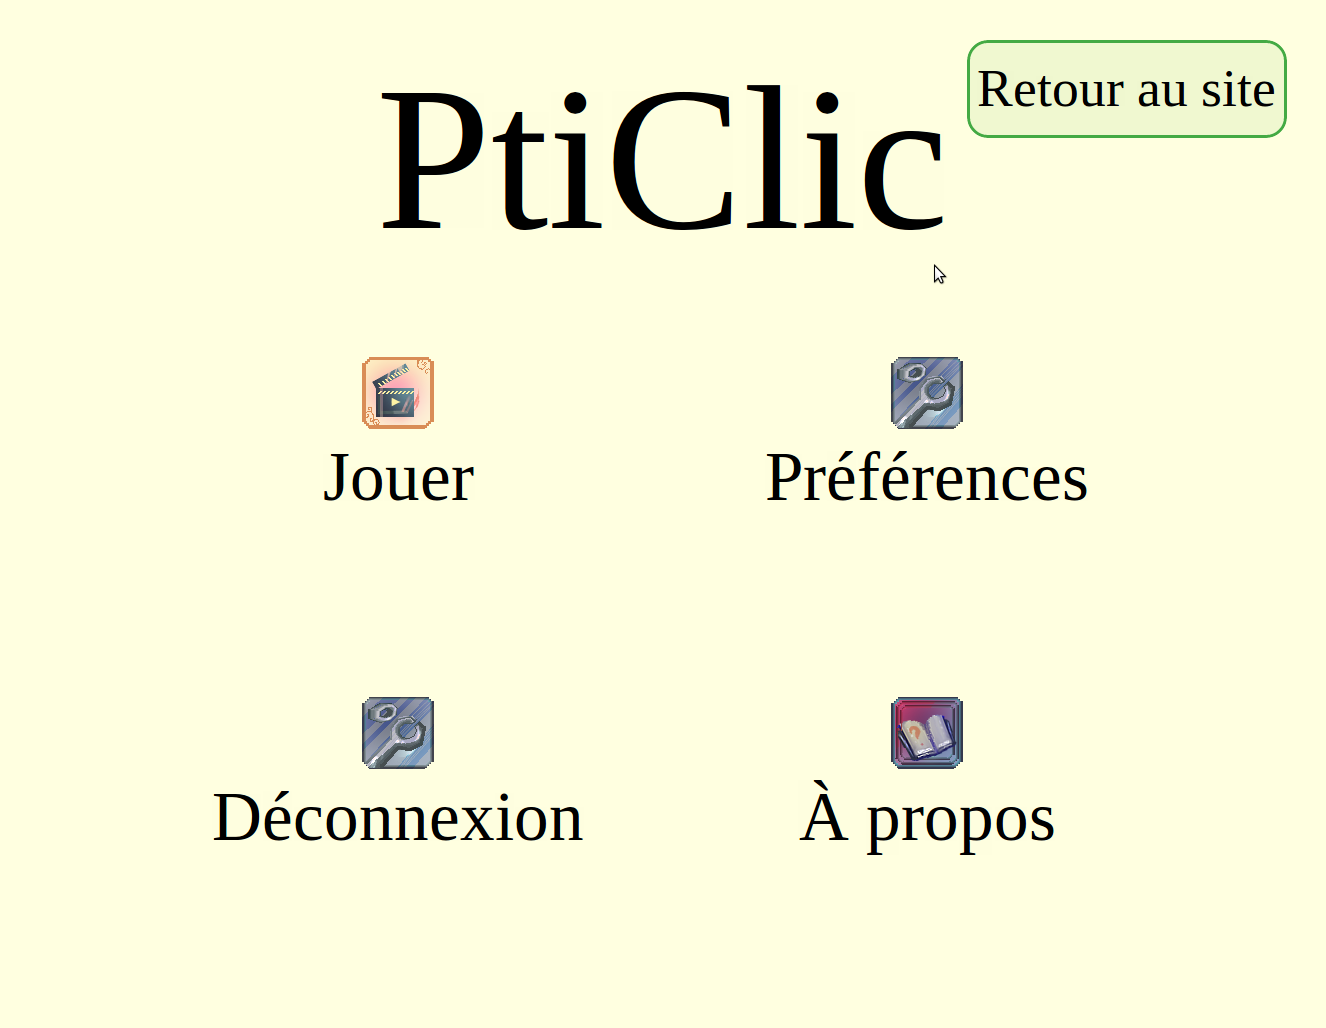 PtiClic
Retour au site
Jouer
Préférences
Déconnexion
À propos